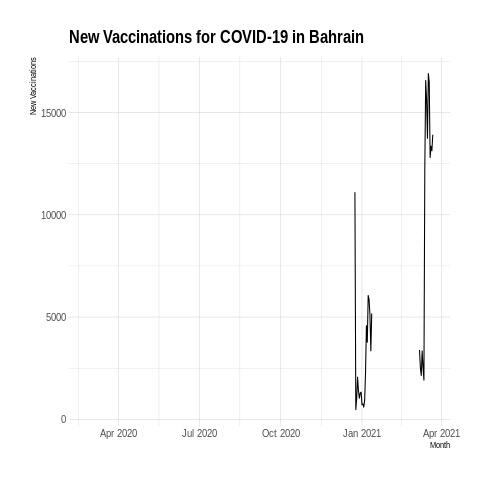 New Vaccinations for COVID-19 in Bahrain
New Vaccinations
15000
10000
5000
0
Apr 2020 Jul 2020 Oct 2020 Jan 2021 Apr 2021
Month